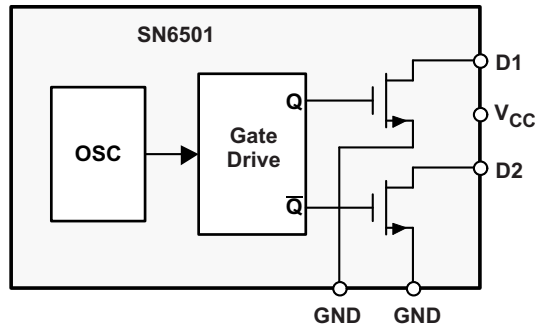 SN6501
D1
Q
V_CC
OSC
Gate
Drive
D2
Q̅
GND
GND